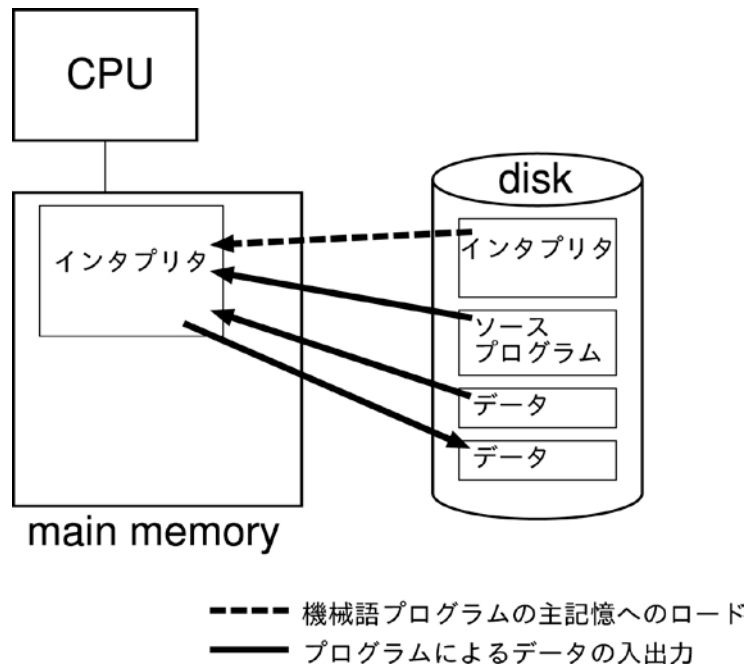 CPU
インタプリタ
main memory
disk
インタプリタ
ソース
プログラム
データ
データ
機械語プログラムの主記憶へのロード
プログラムによるデータの入出力